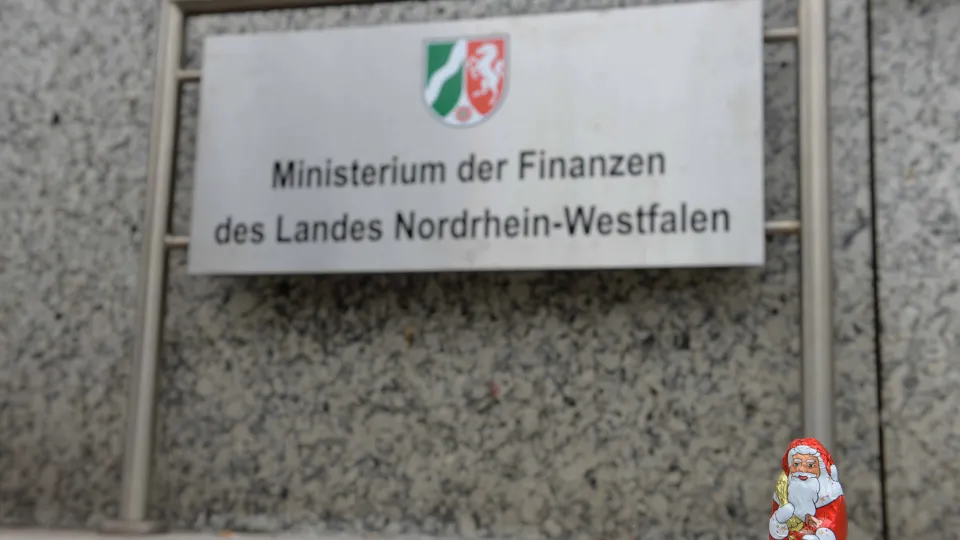 Ministerium der Finanzen
des Landes Nordrhein-Westfalen